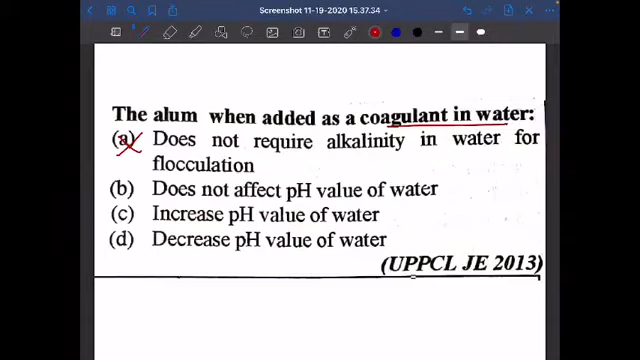 Screenshot 11-19-2020 15.37.34
The alum when added as a coagulant in water:
(a) Does not require alkalinity in water for
flocculation
(b) Does not affect pH value of water
(c) Increase pH value of water
(d) Decrease pH value of water
(UPPCL JE 2013)